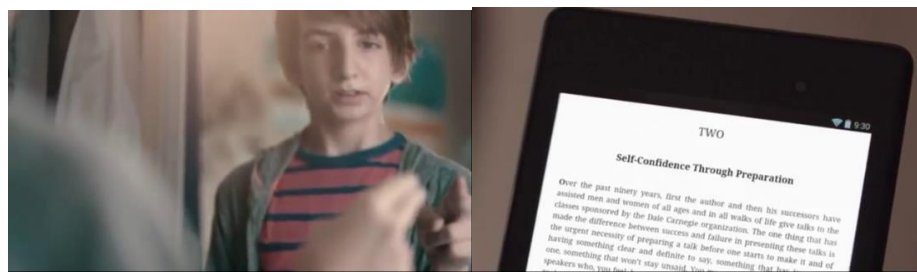 9:30
TWO
Self-Confidence Through Preparation
Over the past ninety years, first the author and then his successors have
assisted men and women of all ages and in all walks of life give talks to the
classes sponsored by the Dale Carnegie organization. The one thing that has
made the difference between success and failure in presenting these talks is
the urgent necessity of preparing a talk before one starts to make it and of
having something clear and definite to say, something that has
one, something that won't stay unsaid. You
speakers who, you feel